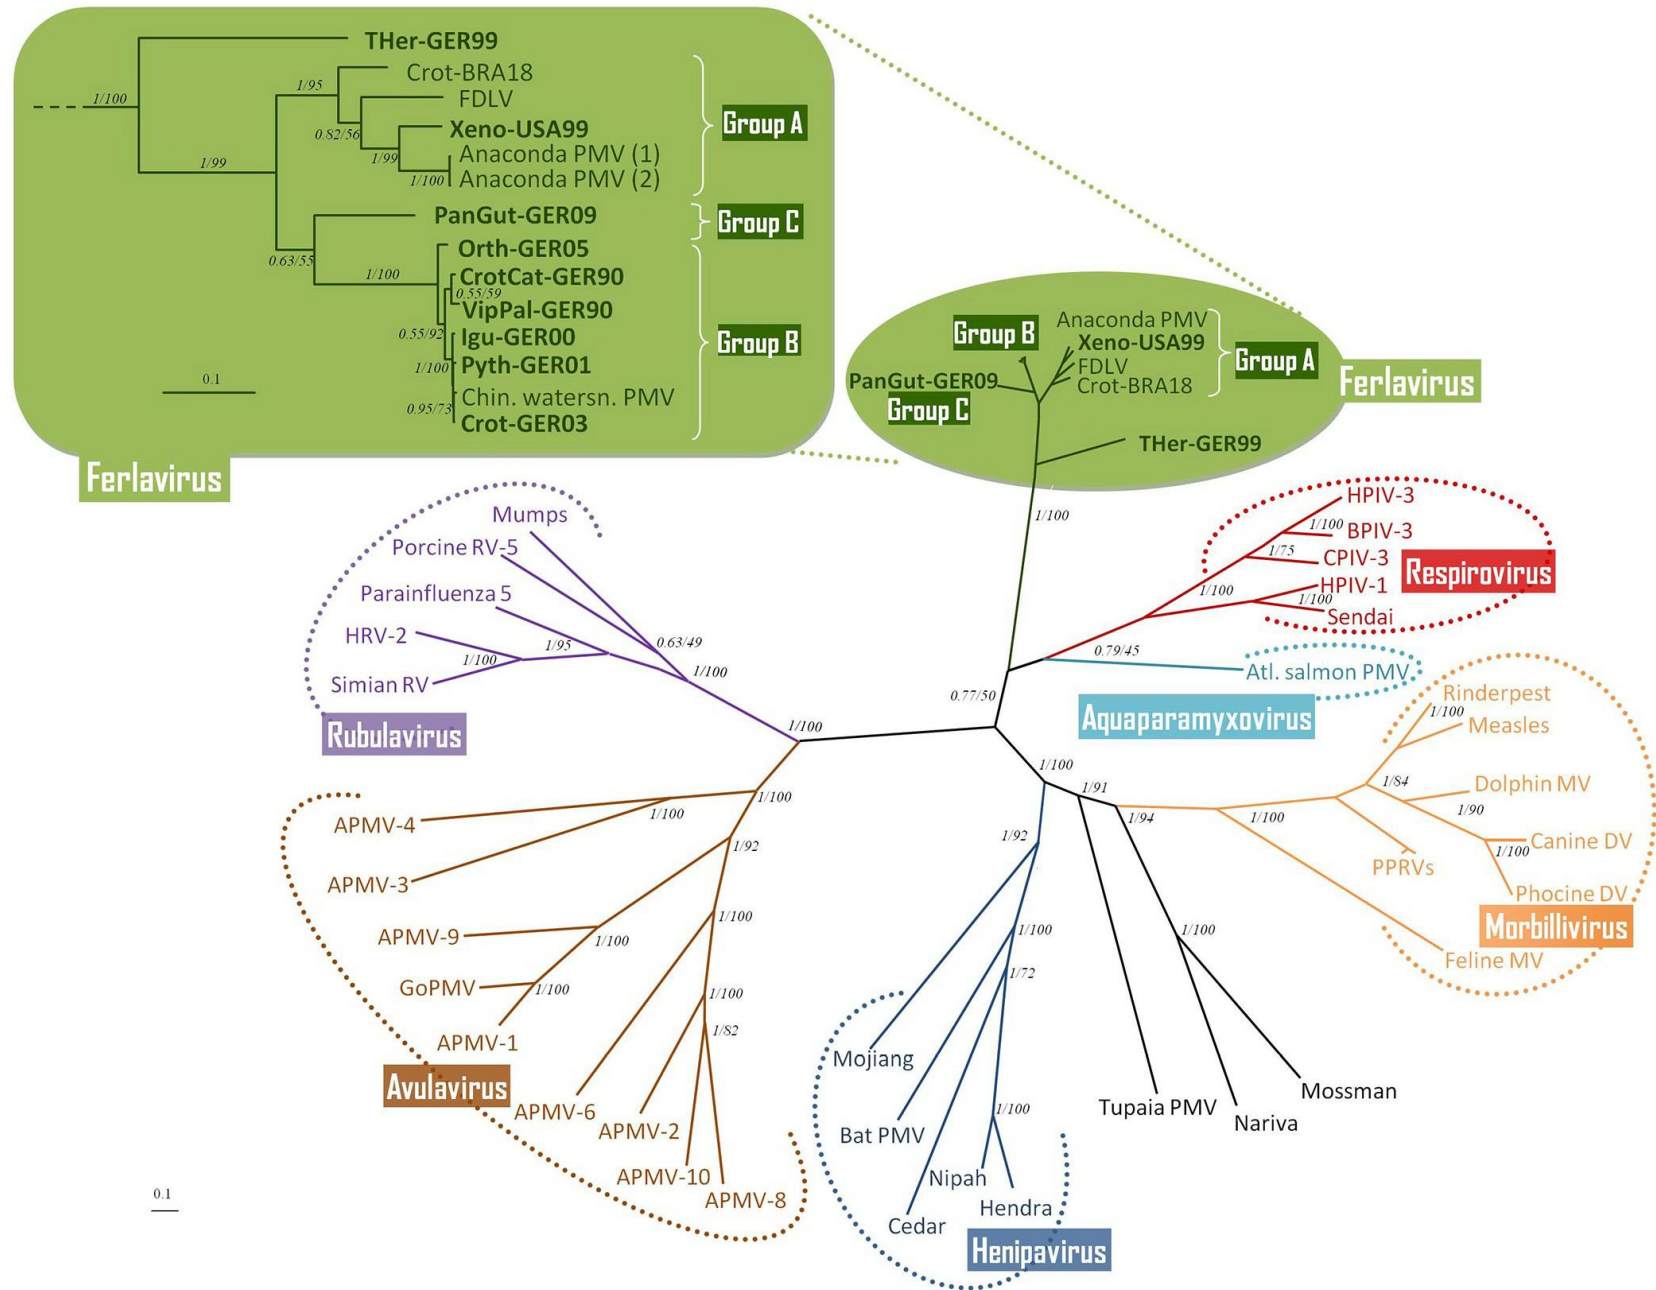 THer-GER99
Crot-BRA18
1/95
1/100
FDLV
0.82/56
Xeno-USA99
Group A
Anaconda PMV (1)
1/99
1/99
Anaconda PMV (2)
1/100
PanGut-GER09
Group C
Orth-GER05
0.63/55
1/100
CrotCat-GER90
0.55/59
VipPal-GER90
0.55/92
Igu-GER00
Group B
1/100
Pyth-GER01
0.1
Chin. watersn. PMV
0.95/73
Crot-GER03
Ferlavirus
Anaconda PMV
Group B
Xeno-USA99
Group A
FDLV
PanGut-GER09
Crot-BRA18
Ferlavirus
Group C
THer-GER99
1/100
HPIV-3
1/100
BPIV-3
1/75
CPIV-3
Respirovirus
1/100
HPIV-1
1/100
Sendai
0.79/45
Atl. salmon PMV
0.77/50
Aquaparamyxovirus
Mumps
Porcine RV-5
Parainfluenza 5
HRV-2
0.63/49
1/95
1/100
1/100
Simian RV
Rubulavirus
1/100
Rinderpest
1/100
Measles
1/100
1/91
1/84
Dolphin MV
1/90
1/94
1/100
Canine DV
1/100
PPRVs
Phocine DV
Morbillivirus
Feline MV
1/100
1/100
APMV-4
1/92
APMV-3
1/100
APMV-9
1/100
GoPMV
1/100
1/100
APMV-1
1/82
Avulavirus
APMV-6
APMV-2
APMV-10
APMV-8
0.1
1/92
1/100
1/72
1/100
Mojiang
Mossman
Tupaia PMV
1/100
Nariva
Bat PMV
Nipah
Hendra
Cedar
Henipavirus